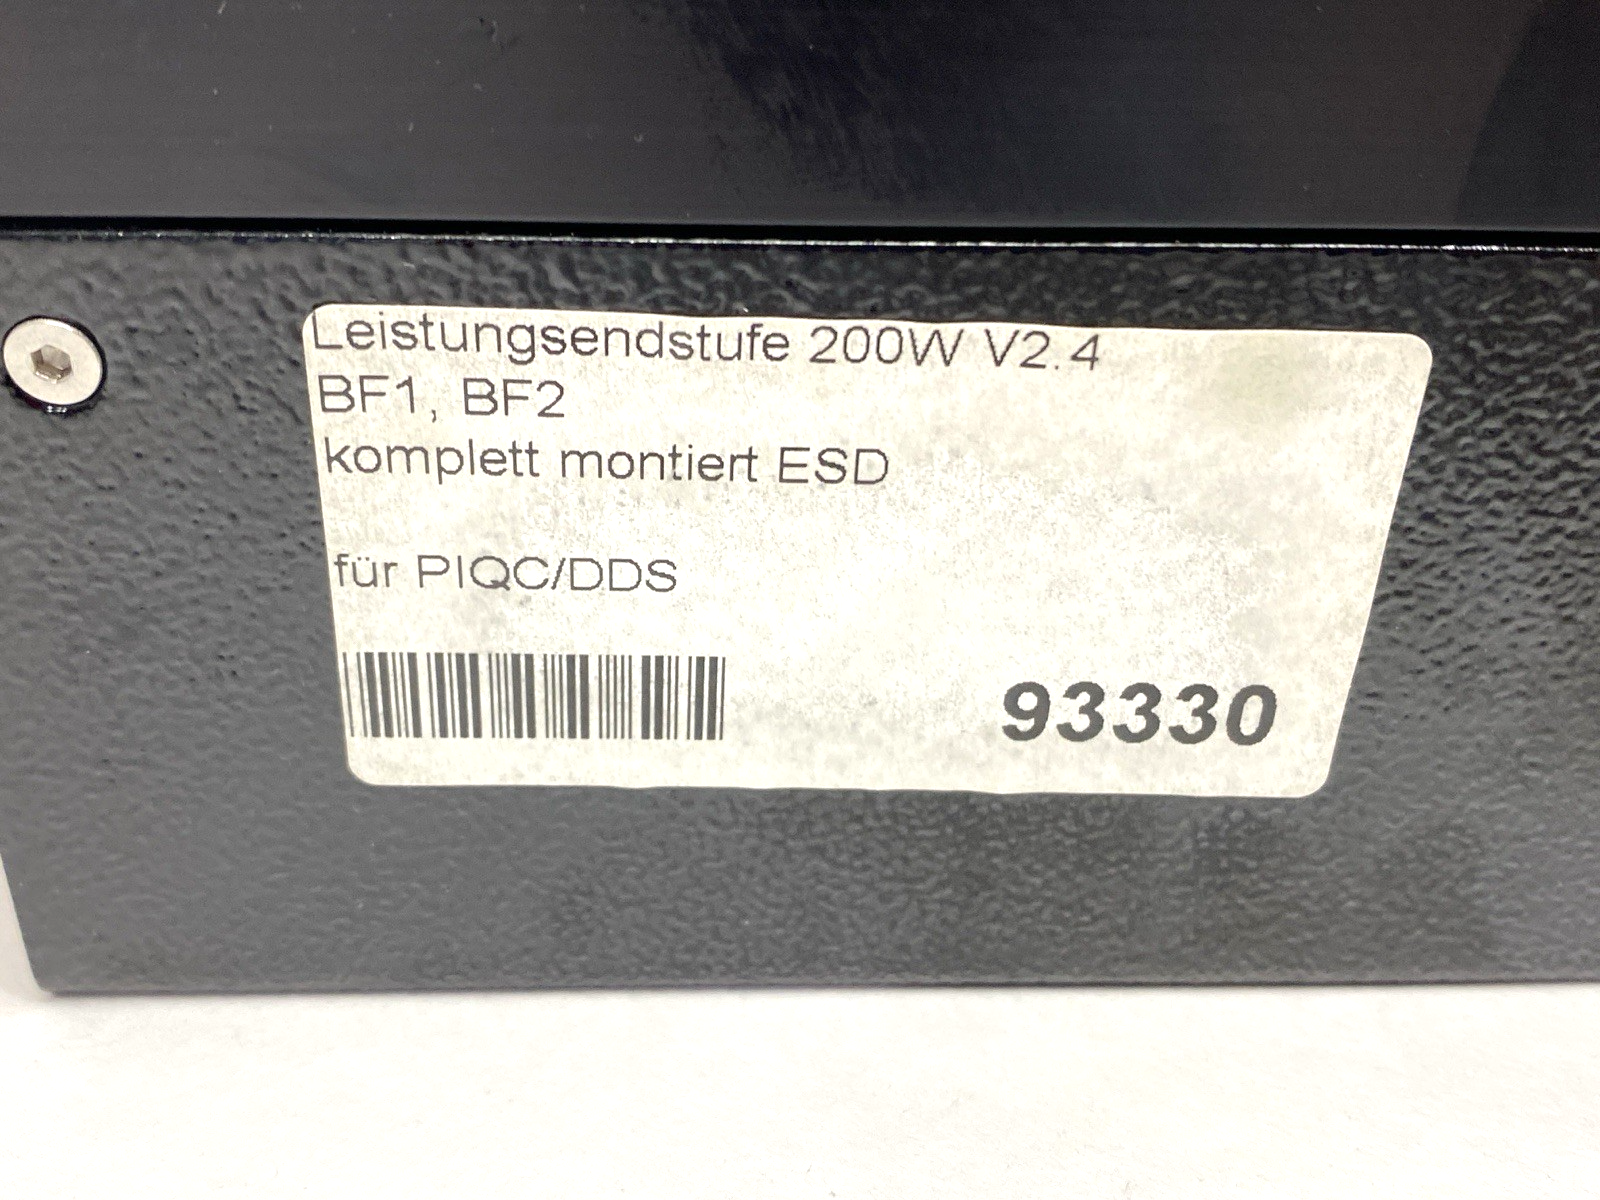 Leistungsendstufe 200W V2.4
BF1, BF2
komplett montiert ESD
für PIQC/DDS
93330